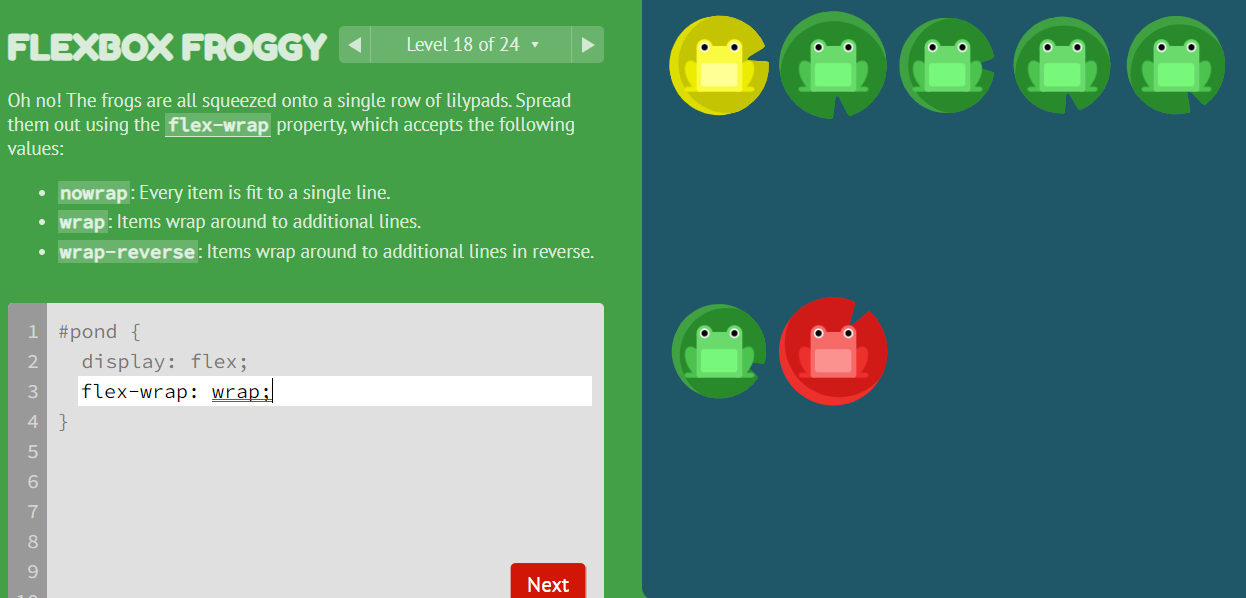 FLEXBOX FROGGY
◀ Level 18 of 24 ▾ ▶
Oh no! The frogs are all squeezed onto a single row of lilypads. Spread
them out using the flex-wrap property, which accepts the following
values:
• nowrap: Every item is fit to a single line.
• wrap: Items wrap around to additional lines.
• wrap-reverse: Items wrap around to additional lines in reverse.
1 #pond {
2 display: flex;
3 flex-wrap: wrap;
4 }
5
6
7
8
9
10
Next